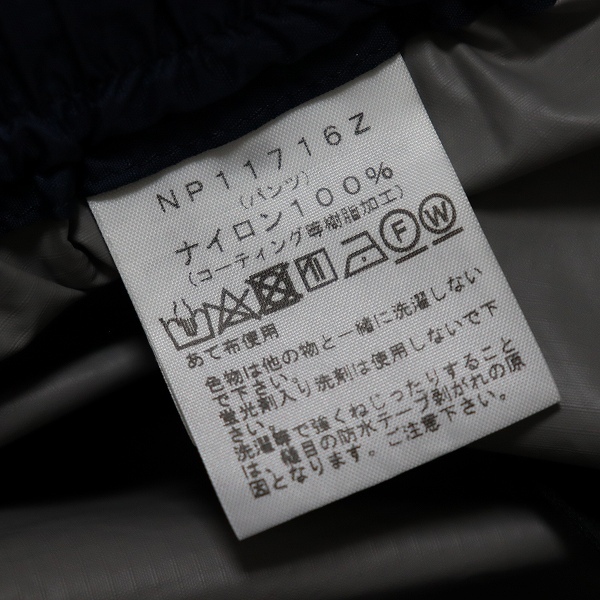 NP11716Z
(パンツ)
ナイロン100%
(コーティング等樹脂加工)
F W
あて布使用
色物は他の物と一緒に洗濯しない
で下さい。
蛍光剤入り洗剤は使用しないで下
さい。
洗濯等で強くねじったりすること
は、縫目の防水テープ剥がれの原
因となります。ご注意下さい。